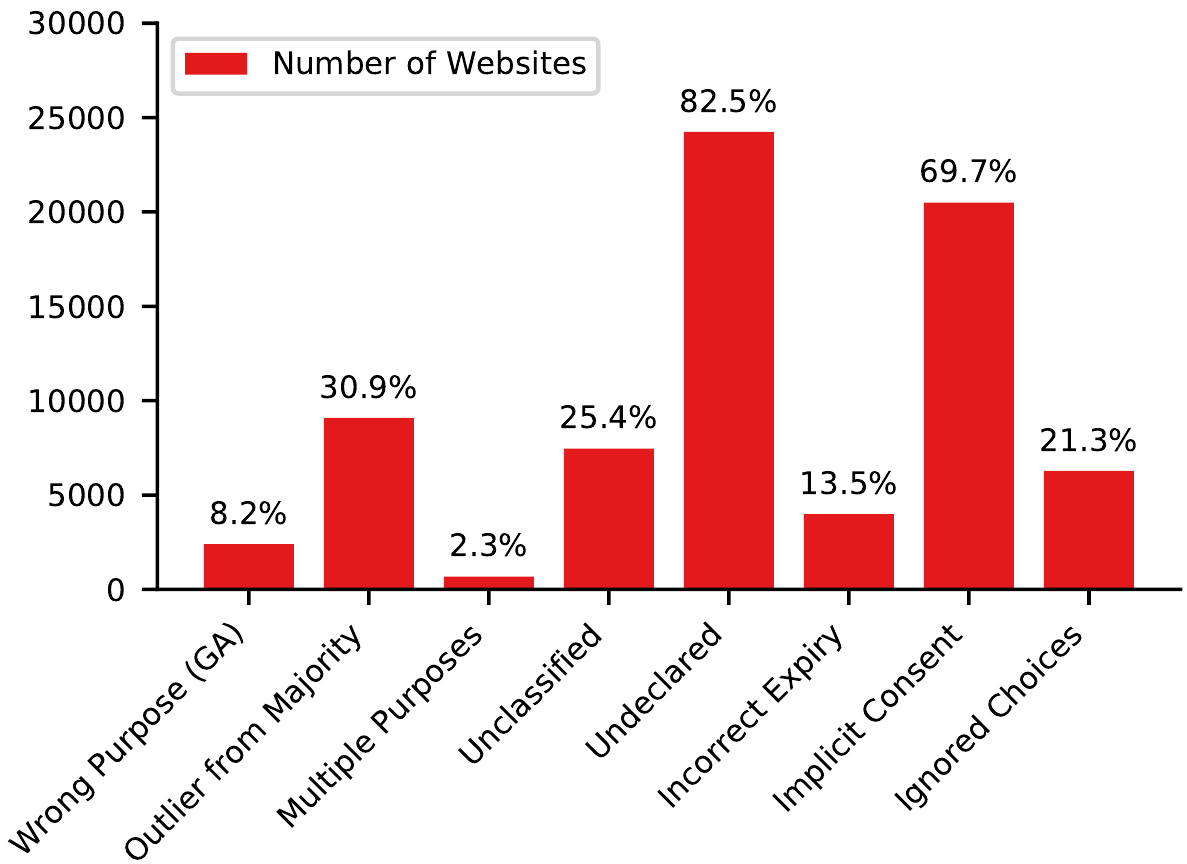 30000
25000
20000
15000
10000
5000
0
Number of Websites
8.2%
30.9%
2.3%
25.4%
82.5%
13.5%
69.7%
21.3%
Wrong Purpose (GA)
Outlier from Majority
Multiple Purposes
Unclassified
Undeclared
Incorrect Expiry
Implicit Consent
Ignored Choices